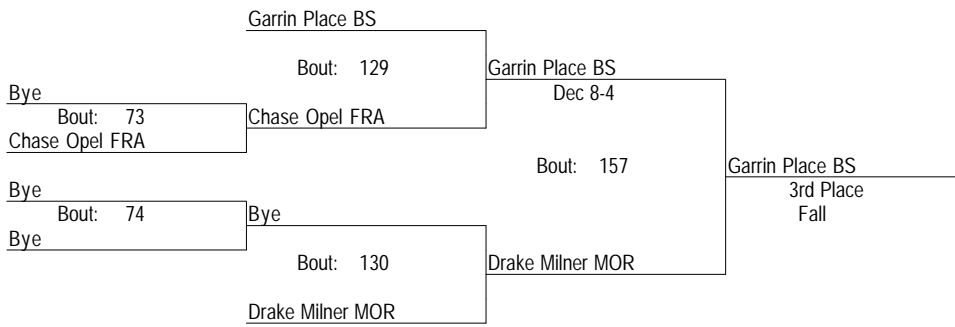 Garrin Place BS
Bout: 129
Garrin Place BS
Bye
Dec 8-4
Bout: 73
Chase Opel FRA
Chase Opel FRA
Bout: 157
Garrin Place BS
Bye
3rd Place
Bout: 74
Bye
Fall
Bye
Bout: 130
Drake Milner MOR
Drake Milner MOR